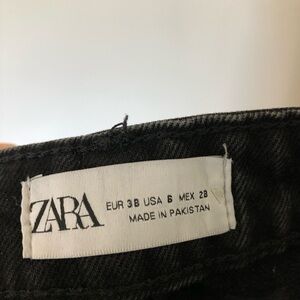 ZARA
EUR 38 USA 6 MEX 28
MADE IN PAKISTAN